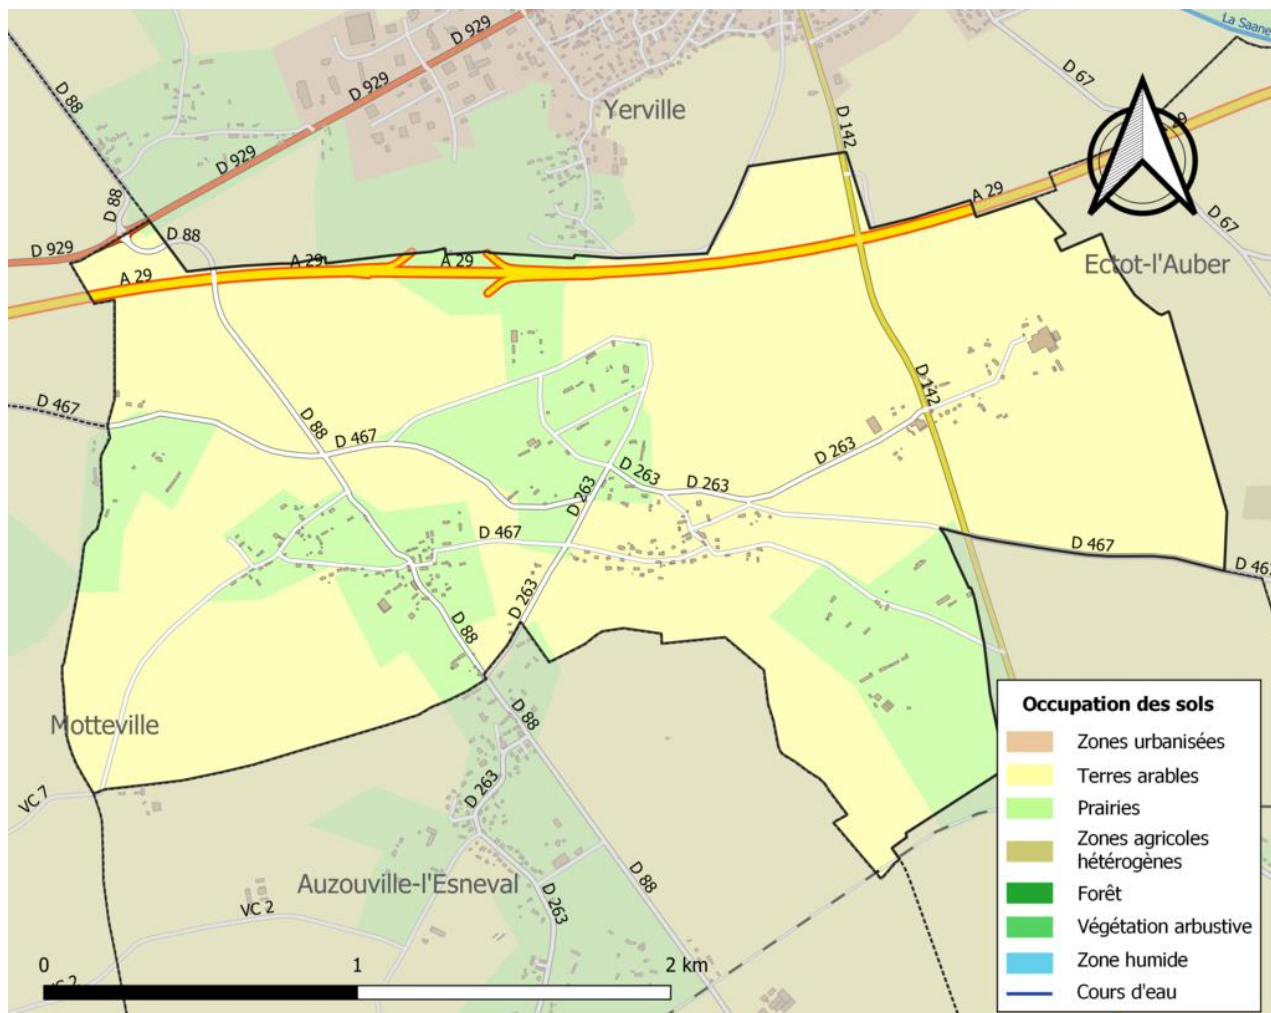 D 929
La Saane
D 88
D 929
D 67
Yerville
D 142
29
D 929
D 88
A 29
D 67
D 88
D 929
A 29
A 29
Ectot-l'Auber
A 29
D 142
D 467
D 88
D 467
D 263
D 263
D 263
D 263
D 467
D 467
D 467
D 263
D 88
Motteville
D 88
D 263
VC 7
D 88
Auzouville-l'Esneval
D 263
VC 2
VC 2
0
1
2 km
Occupation des sols
Zones urbanisées
Terres arables
Prairies
Zones agricoles
hétérogènes
Forêt
Végétation arbustive
Zone humide
Cours d'eau